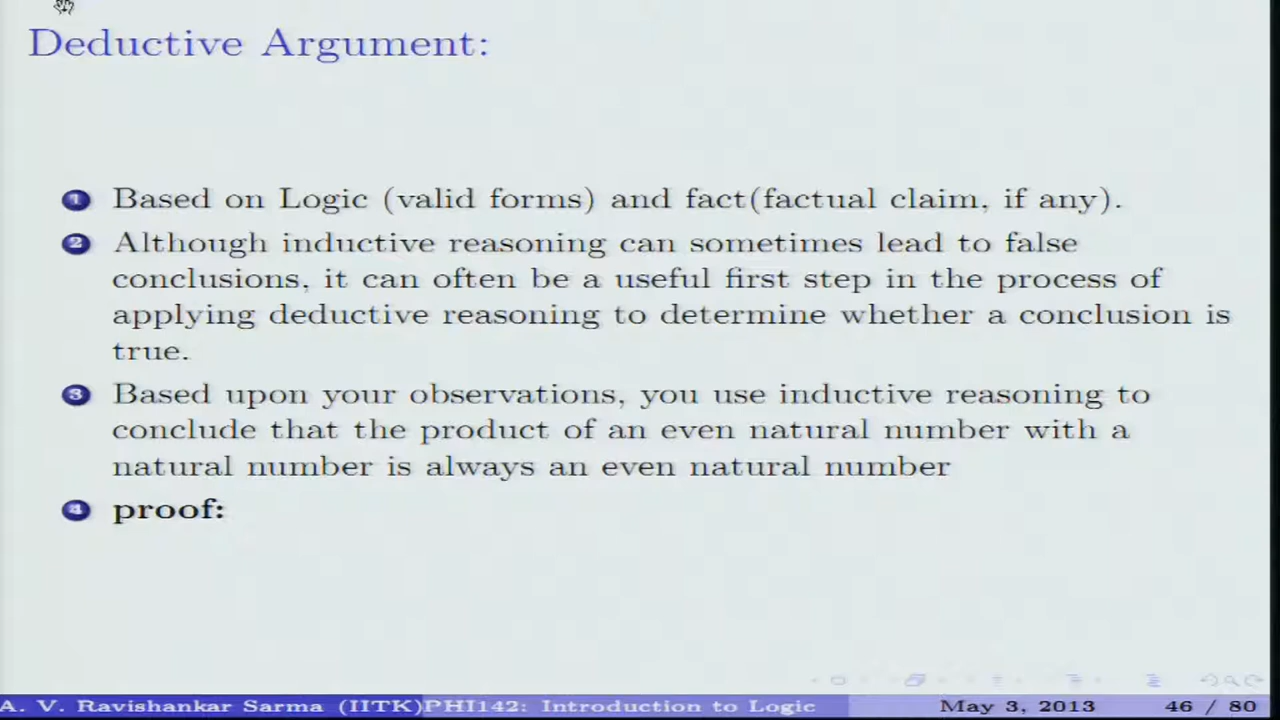 Deductive Argument:
1 Based on Logic (valid forms) and fact(factual claim, if any).
2 Although inductive reasoning can sometimes lead to false
conclusions, it can often be a useful first step in the process of
applying deductive reasoning to determine whether a conclusion is
true.
3 Based upon your observations, you use inductive reasoning to
conclude that the product of an even natural number with a
natural number is always an even natural number
4 proof:
A. V. Ravishankar Sarma (IITK) PHI142: Introduction to Logic May 3, 2013 46 / 80